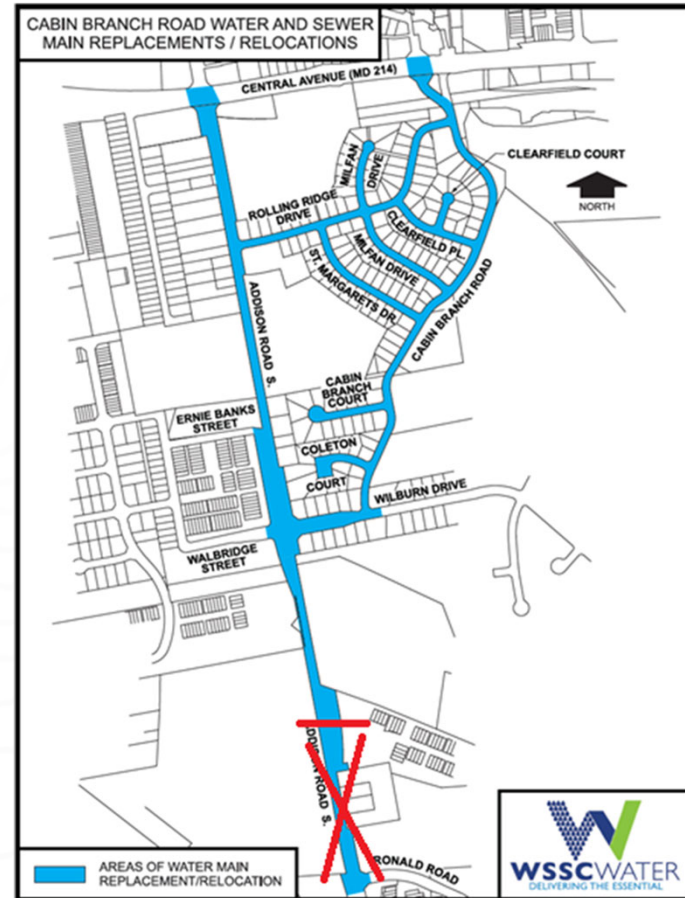 CABIN BRANCH ROAD WATER AND SEWER
MAIN REPLACEMENTS / RELOCATIONS
CENTRAL AVENUE (MD 214)
MILFAN
DRIVE
CLEARFIELD COURT
NORTH
ROLLING RIDGE
DRIVE
CLEARFIELD PL.
MILFAN DRIVE
ST. MARGARETS DR.
CABIN BRANCH ROAD
ADDISON ROAD S.
CABIN
BRANCH
COURT
ERNIE BANKS
STREET
COLETON
COURT
WILBURN DRIVE
WALBRIDGE
STREET
ADDISON ROAD S.
RONALD ROAD
AREAS OF WATER MAIN
REPLACEMENT/RELOCATION
WSSCWATER
DELIVERING THE ESSENTIAL